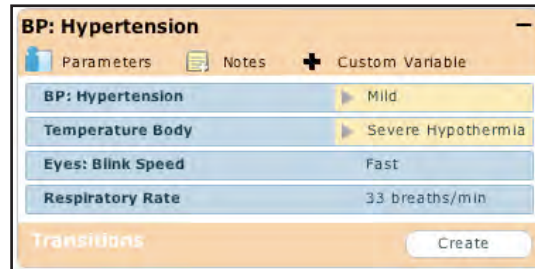 BP: Hypertension
Parameters Notes Custom Variable
BP: Hypertension Mild
Temperature Body Severe Hypothermia
Eyes: Blink Speed Fast
Respiratory Rate 33 breaths/min
Transitions Create